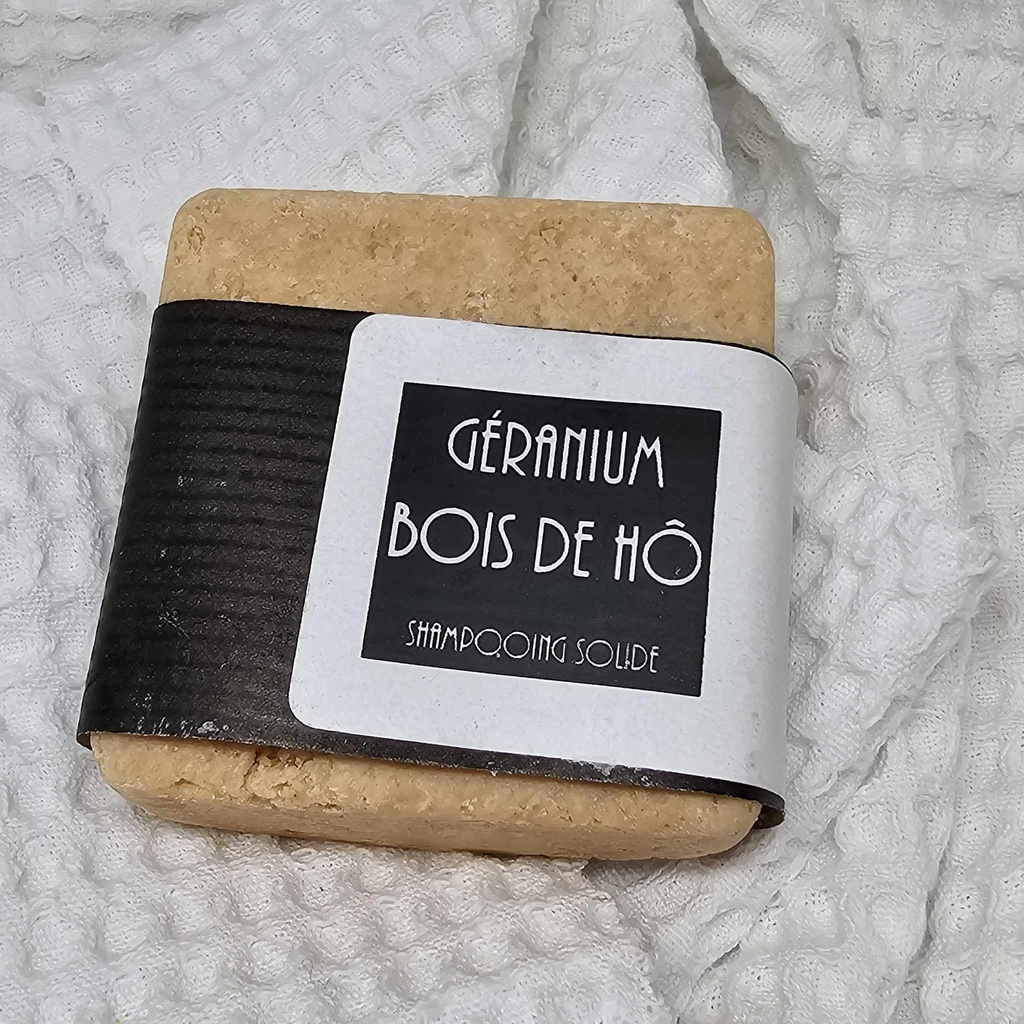 GÉRANIUM
BOIS DE HÔ
SHAMPOOING SOLIDE